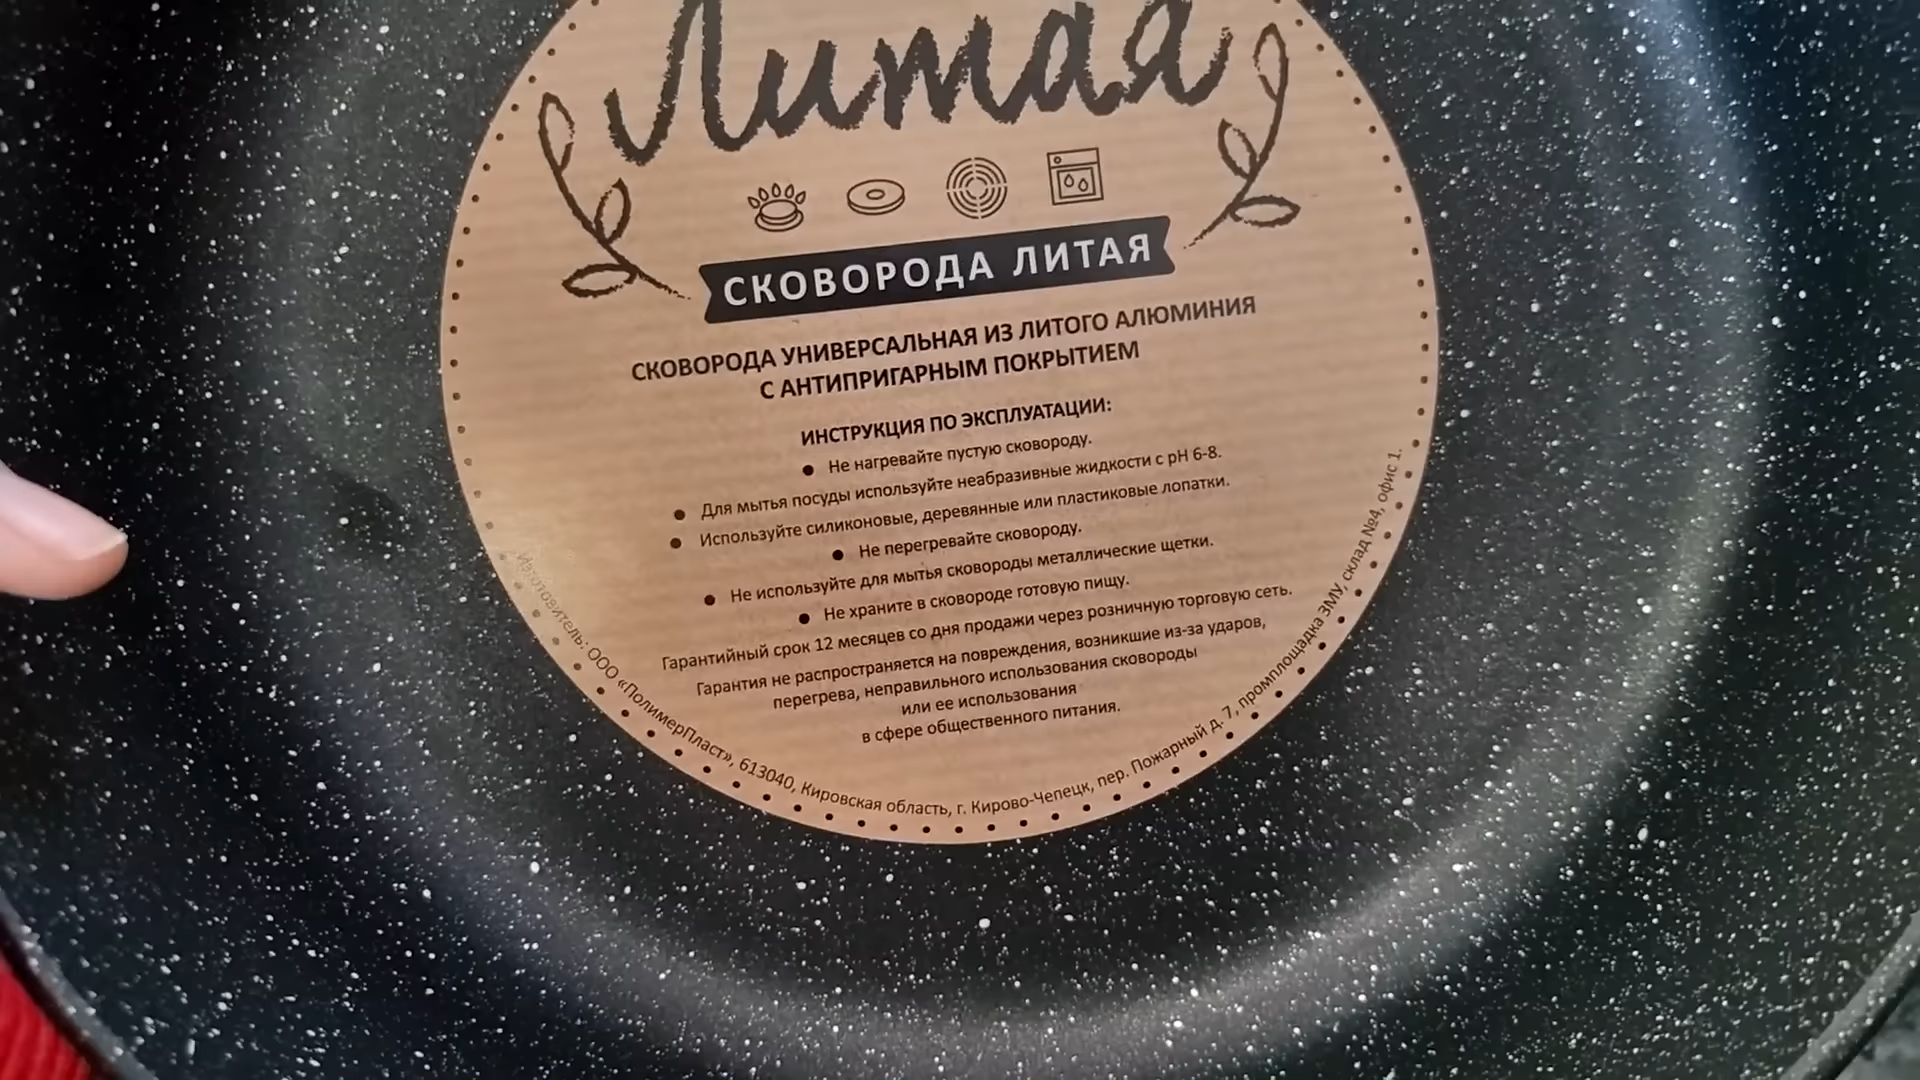 Литая
СКОВОРОДА ЛИТАЯ
СКОВОРОДА УНИВЕРСАЛЬНАЯ ИЗ ЛИТОГО АЛЮМИНИЯ
С АНТИПРИГАРНЫМ ПОКРЫТИЕМ
ИНСТРУКЦИЯ ПО ЭКСПЛУАТАЦИИ:
● Не нагревайте пустую сковороду.
● Для мытья посуды используйте неабразивные жидкости с pH 6-8.
● Используйте силиконовые, деревянные или пластиковые лопатки.
● Не перегревайте сковороду.
● Не используйте для мытья сковороды металлические щетки.
● Не храните в сковороде готовую пищу.
Гарантийный срок 12 месяцев со дня продажи через розничную торговую сеть.
Гарантия не распространяется на повреждения, возникшие из-за ударов,
перегрева, неправильного использования сковороды
или ее использования
в сфере общественного питания.
Изготовитель: ООО «ПолимерПласт», 613040, Кировская область, г. Кирово-Чепецк, пер. Пожарный д. 7, промплощадка ЗМУ, склад №4, офис 1.